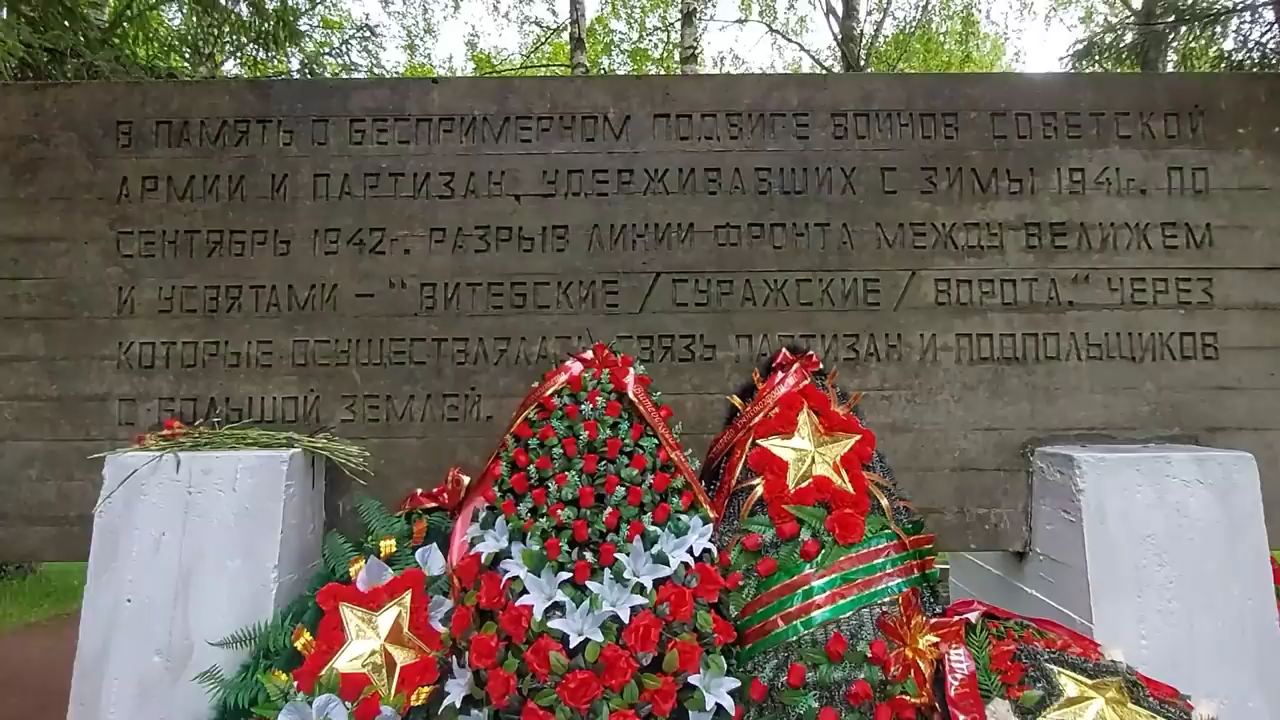 В ПАМЯТЬ О БЕСПРИМЕРНОМ ПОДВИГЕ ВОИНОВ СОВЕТСКОЙ
АРМИИ И ПАРТИЗАН, УДЕРЖИВАВШИХ С ЗИМЫ 1941г. ПО
СЕНТЯБРЬ 1942г. РАЗРЫВ ЛИНИИ ФРОНТА МЕЖДУ ВЕЛИЖЕМ
И УСВЯТАМИ – "ВИТЕБСКИЕ /СУРАЖСКИЕ/ ВОРОТА." ЧЕРЕЗ
КОТОРЫЕ ОСУЩЕСТВЛЯЛАСЬ СВЯЗЬ ПАРТИЗАН И ПОДПОЛЬЩИКОВ
С БОЛЬШОЙ ЗЕМЛЕЙ.